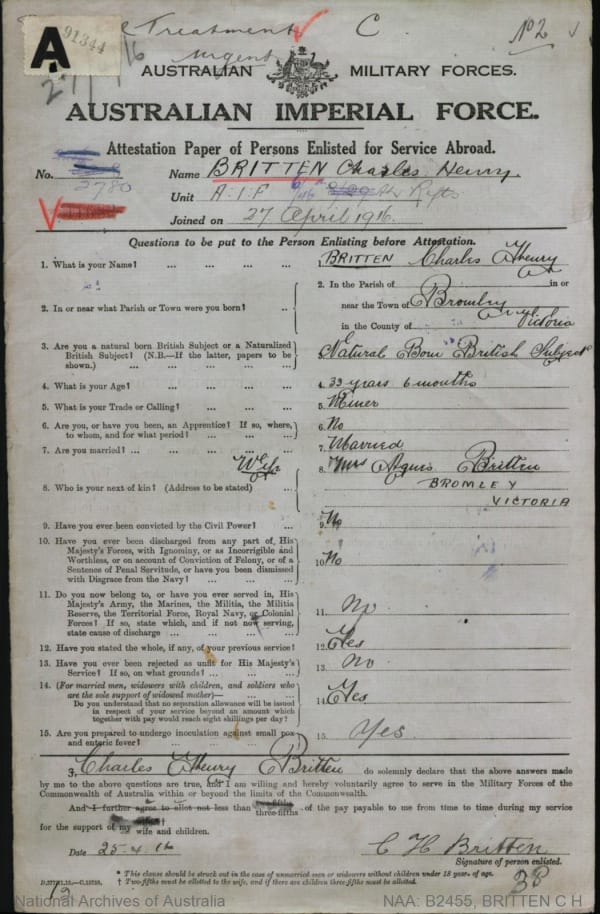 Treatment C. No 2
A 91344
Urgent
AUSTRALIAN MILITARY FORCES.
AUSTRALIAN IMPERIAL FORCE.
Attestation Paper of Persons Enlisted for Service Abroad.
No. 2780 Name BRITTEN Charles Henry.
Unit A.I.F
Joined on 27 April 1916.
Questions to be put to the Person Enlisting before Attestation.
1. What is your Name? ... ... ... ... 1. BRITTEN Charles Henry
2. In or near what Parish or Town were you born? .. 2. In the Parish of in or
near the Town of Bromley
in the County of Victoria
3. Are you a natural born British Subject or a Naturalized British Subject? (N.B.—If the latter, papers to be shown.) ... ... ... ... 3. Natural Born British Subject
4. What is your Age? ... ... ... ... 4. 39 years 6 months
5. What is your Trade or Calling? ... ... ... 5. Miner
6. Are you, or have you been, an Apprentice? If so, where, to whom, and for what period? ... ... ... 6. No
7. Are you married? ... ... ... ... 7. Married
Wife
8. Who is your next of kin? (Address to be stated) ... 8. Mrs Agnes Britten
BROMLEY
VICTORIA
9. Have you ever been convicted by the Civil Power? ... 9. No
10. Have you ever been discharged from any part of His Majesty's Forces, with Ignominy, or as Incorrigible and Worthless, or on account of Conviction of Felony, or of a Sentence of Penal Servitude, or have you been dismissed with Disgrace from the Navy? ... ... ... 10. No
11. Do you now belong to, or have you ever served in, His Majesty's Army, the Marines, the Militia, the Militia Reserve, the Territorial Force, Royal Navy, or Colonial Forces? If so, state which, and if not now serving, state cause of discharge ... ... ... 11. No
12. Have you stated the whole, if any, of your previous service? 12. Yes
13. Have you ever been rejected as unfit for His Majesty's Service? If so, on what grounds? ... ... 13. No
14. (For married men, widowers with children, and soldiers who are the sole support of widowed mother)—
Do you understand that no separation allowance will be issued in respect of your service beyond an amount which together with pay would reach eight shillings per day? 14. Yes
15. Are you prepared to undergo inoculation against small pox and enteric fever? ... ... ... ... 15. Yes
I, Charles Henry Britten do solemnly declare that the above answers made
by me to the above questions are true, and I am willing and hereby voluntarily agree to serve in the Military Forces of the
Commonwealth of Australia within or beyond the limits of the Commonwealth.
And I further agree to allot not less than three-fifths of the pay payable to me from time to time during my service
for the support of my wife and children.
Date 25.4.16 C H Britten
Signature of person enlisted.
* This clause should be struck out in the case of unmarried men or widowers without children under 18 years of age.
† Two-fifths must be allotted to the wife, and if there are children three-fifths must be allotted.
National Archives of Australia NAA: B2455, BRITTEN C H